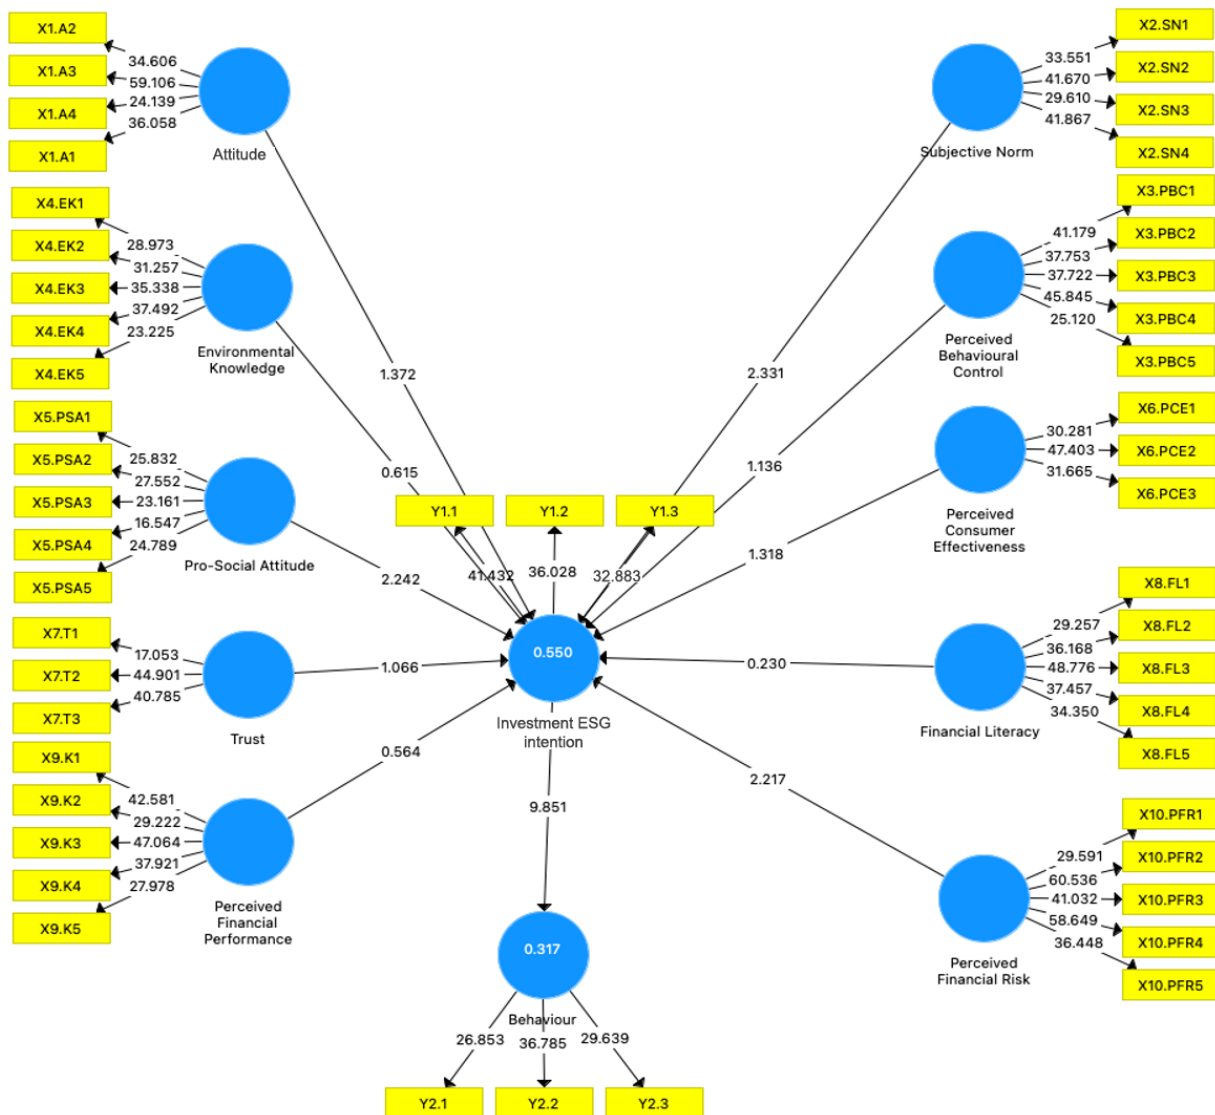 X1.A2
X1.A3
X1.A4
X1.A1
34.606
59.106
24.139
36.058
Attitude
X4.EK1
X4.EK2
X4.EK3
X4.EK4
X4.EK5
28.973
31.257
35.338
37.492
23.225
Environmental
Knowledge
X5.PSA1
X5.PSA2
X5.PSA3
X5.PSA4
X5.PSA5
25.832
27.552
23.161
16.547
24.789
Pro-Social Attitude
X7.T1
X7.T2
X7.T3
17.053
44.901
40.785
Trust
X9.K1
X9.K2
X9.K3
X9.K4
X9.K5
42.581
29.222
47.064
37.921
27.978
Perceived
Financial
Performance
1.372
0.615
2.242
1.066
0.564
Y1.1
Y1.2
Y1.3
41.432
36.028
32.883
0.550
Investment ESG
intention
9.851
0.317
Behaviour
26.853
36.785
29.639
Y2.1
Y2.2
Y2.3
2.331
1.136
1.318
0.230
2.217
Subjective Norm
33.551
41.670
29.610
41.867
X2.SN1
X2.SN2
X2.SN3
X2.SN4
Perceived
Behavioural
Control
41.179
37.753
37.722
45.845
25.120
X3.PBC1
X3.PBC2
X3.PBC3
X3.PBC4
X3.PBC5
Perceived
Consumer
Effectiveness
30.281
47.403
31.665
X6.PCE1
X6.PCE2
X6.PCE3
Financial Literacy
29.257
36.168
48.776
37.457
34.350
X8.FL1
X8.FL2
X8.FL3
X8.FL4
X8.FL5
Perceived
Financial Risk
29.591
60.536
41.032
58.649
36.448
X10.PFR1
X10.PFR2
X10.PFR3
X10.PFR4
X10.PFR5